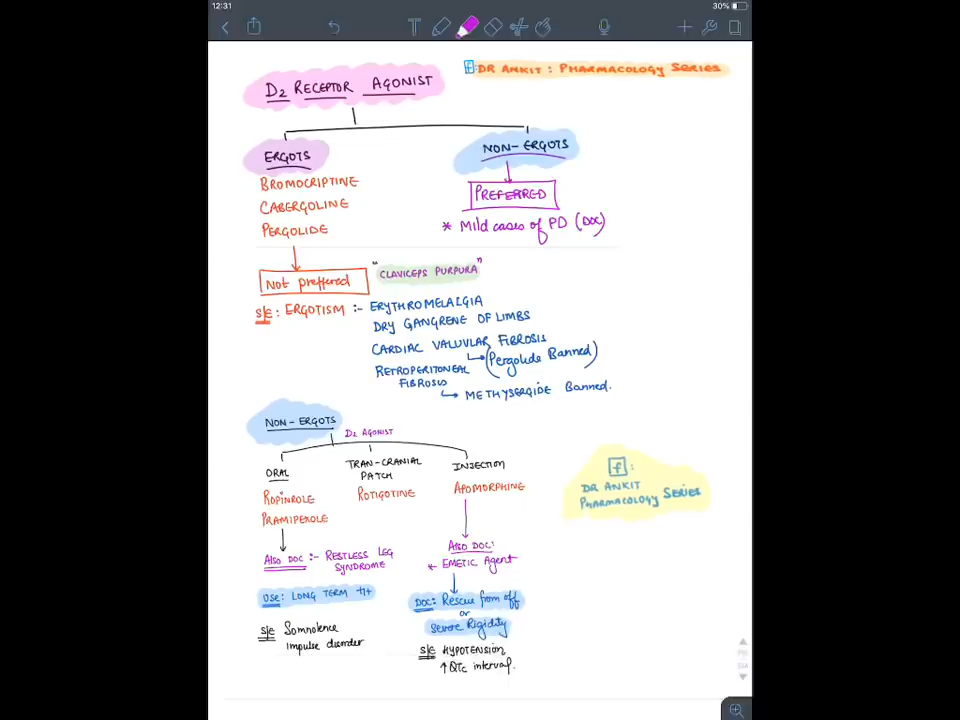 12:31
30%
D2 RECEPTOR AGONIST
f: DR ANKIT : PHARMACOLOGY SERIES
ERGOTS
BROMOCRIPTINE
CABERGOLINE
PERGOLIDE
NON-ERGOTS
PREFERRED
* Mild cases of PD (DOC)
Not preferred
"CLAVICEPS PURPURA"
s/e : ERGOTISM :- ERYTHROMELALGIA
DRY GANGRENE OF LIMBS
CARDIAC VALUVLAR FIBROSIS
(Pergolide Banned)
RETROPERITONEAL
FIBROSIS
METHYSERGIDE Banned.
NON-ERGOTS
D2 AGONIST
ORAL
ROPINROLE
PRAMIPEXOLE
Also DOC :- RESTLESS LEG
SYNDROME
USE: LONG TERM t/t
s/e Somnolence
impulse disorder
TRAN-CRANIAL
PATCH
ROTIGOTINE
INJECTION
APOMORPHINE
ALSO DOC:
* EMETIC Agent
DOC: Rescue from off
or
Severe Rigidity
s/e HYPOTENSION
↑QTc interval.
f :
DR ANKIT
PHARMACOLOGY SERIES